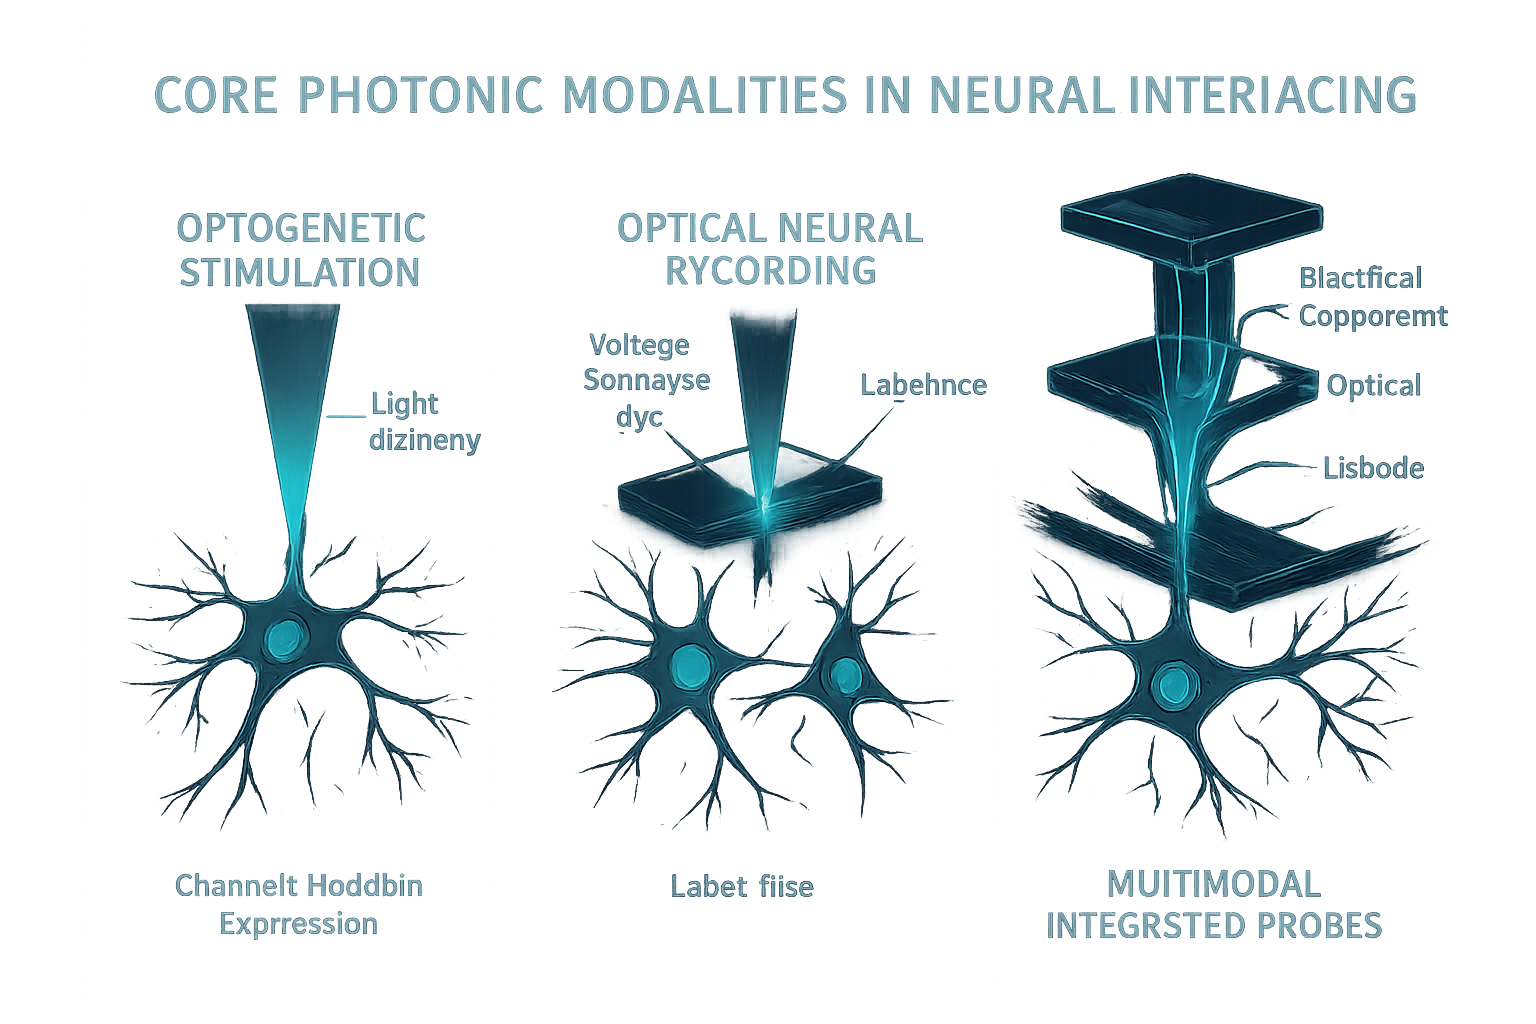 CORE PHOTONIC MODALITIES IN NEURAL INTERIACING
OPTOGENETIC
STIMULATION
Light
dizineny
Channelt Hoddbin
Exprression
OPTICAL NEURAL
RYCORDING
Voltege
Sonnayse
dyc
Labehnce
Labet fiise
Blactfical
Copporemt
Optical
Lisbode
MUITIMODAL
INTEGRSTED PROBES